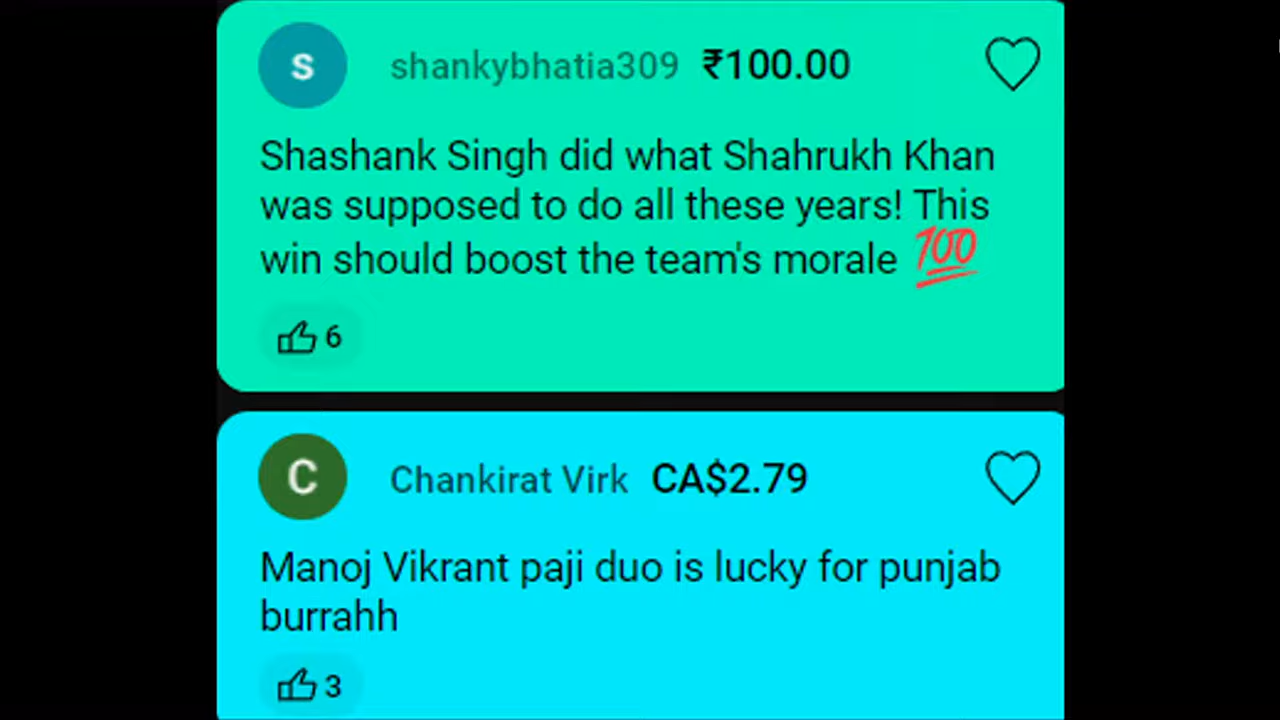 S shankybhatia309 ₹100.00
Shashank Singh did what Shahrukh Khan
was supposed to do all these years! This
win should boost the team's morale 💯
6
C Chankirat Virk CA$2.79
Manoj Vikrant paji duo is lucky for punjab
burrahh
3